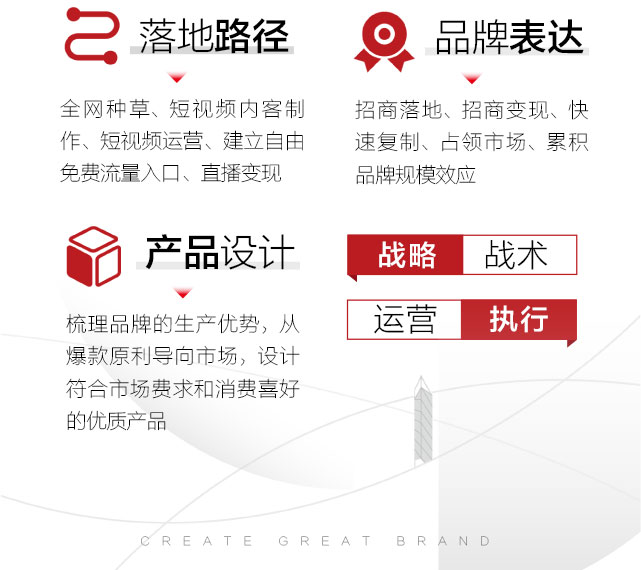 落地路径
全网种草、短视频内客制
作、短视频运营、建立自由
免费流量入口、直播变现
品牌表达
招商落地、招商变现、快
速复制、占领市场、累积
品牌规模效应
产品设计
梳理品牌的生产优势，从
爆款原利导向市场，设计
符合市场费求和消费喜好
的优质产品
战略 战术
运营 执行
CREATE GREAT BRAND